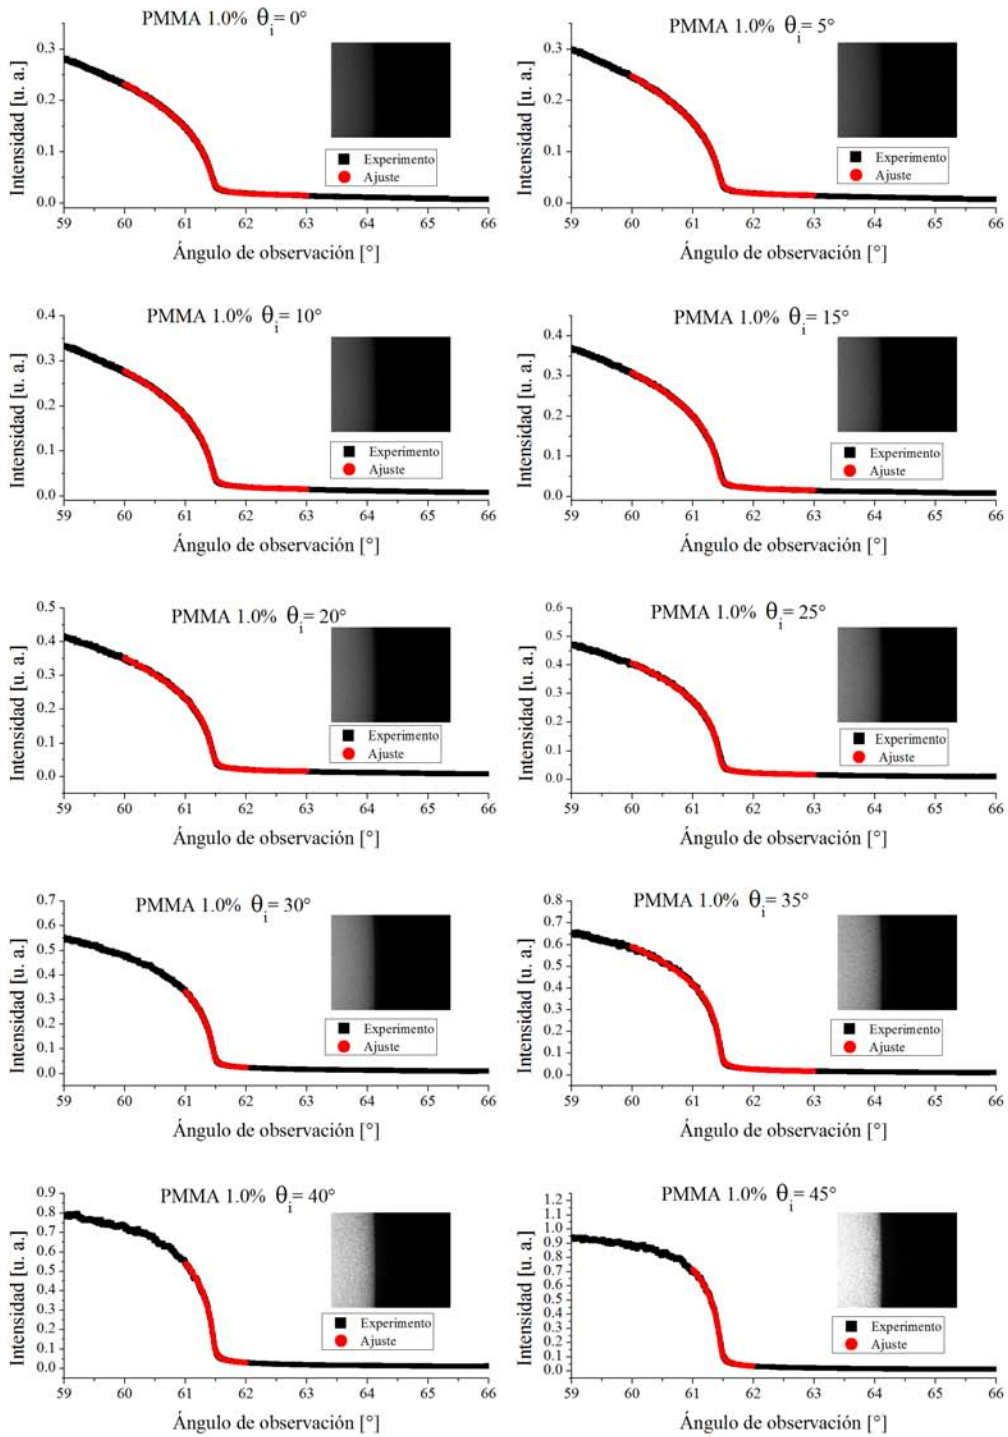 PMMA 1.0% θi= 0°
Intensidad [u. a.]
0.3
0.2
0.1
0.0
Experimento
Ajuste
59 60 61 62 63 64 65 66
Ángulo de observación [°]
PMMA 1.0% θi= 5°
Intensidad [u. a.]
0.3
0.2
0.1
0.0
Experimento
Ajuste
59 60 61 62 63 64 65 66
Ángulo de observación [°]
PMMA 1.0% θi= 10°
Intensidad [u. a.]
0.4
0.3
0.2
0.1
0.0
Experimento
Ajuste
59 60 61 62 63 64 65 66
Ángulo de observación [°]
PMMA 1.0% θi= 15°
Intensidad [u. a.]
0.4
0.3
0.2
0.1
0.0
Experimento
Ajuste
59 60 61 62 63 64 65 66
Ángulo de observación [°]
PMMA 1.0% θi= 20°
Intensidad [u. a.]
0.5
0.4
0.3
0.2
0.1
0.0
Experimento
Ajuste
59 60 61 62 63 64 65 66
Ángulo de observación [°]
PMMA 1.0% θi= 25°
Intensidad [u. a.]
0.6
0.5
0.4
0.3
0.2
0.1
0.0
Experimento
Ajuste
59 60 61 62 63 64 65 66
Ángulo de observación [°]
PMMA 1.0% θi= 30°
Intensidad [u. a.]
0.7
0.6
0.5
0.4
0.3
0.2
0.1
0.0
Experimento
Ajuste
59 60 61 62 63 64 65 66
Ángulo de observación [°]
PMMA 1.0% θi= 35°
Intensidad [u. a.]
0.8
0.7
0.6
0.5
0.4
0.3
0.2
0.1
0.0
Experimento
Ajuste
59 60 61 62 63 64 65 66
Ángulo de observación [°]
PMMA 1.0% θi= 40°
Intensidad [u. a.]
0.9
0.8
0.7
0.6
0.5
0.4
0.3
0.2
0.1
0.0
Experimento
Ajuste
59 60 61 62 63 64 65 66
Ángulo de observación [°]
PMMA 1.0% θi= 45°
Intensidad [u. a.]
1.2
1.1
1.0
0.9
0.8
0.7
0.6
0.5
0.4
0.3
0.2
0.1
0.0
Experimento
Ajuste
59 60 61 62 63 64 65 66
Ángulo de observación [°]